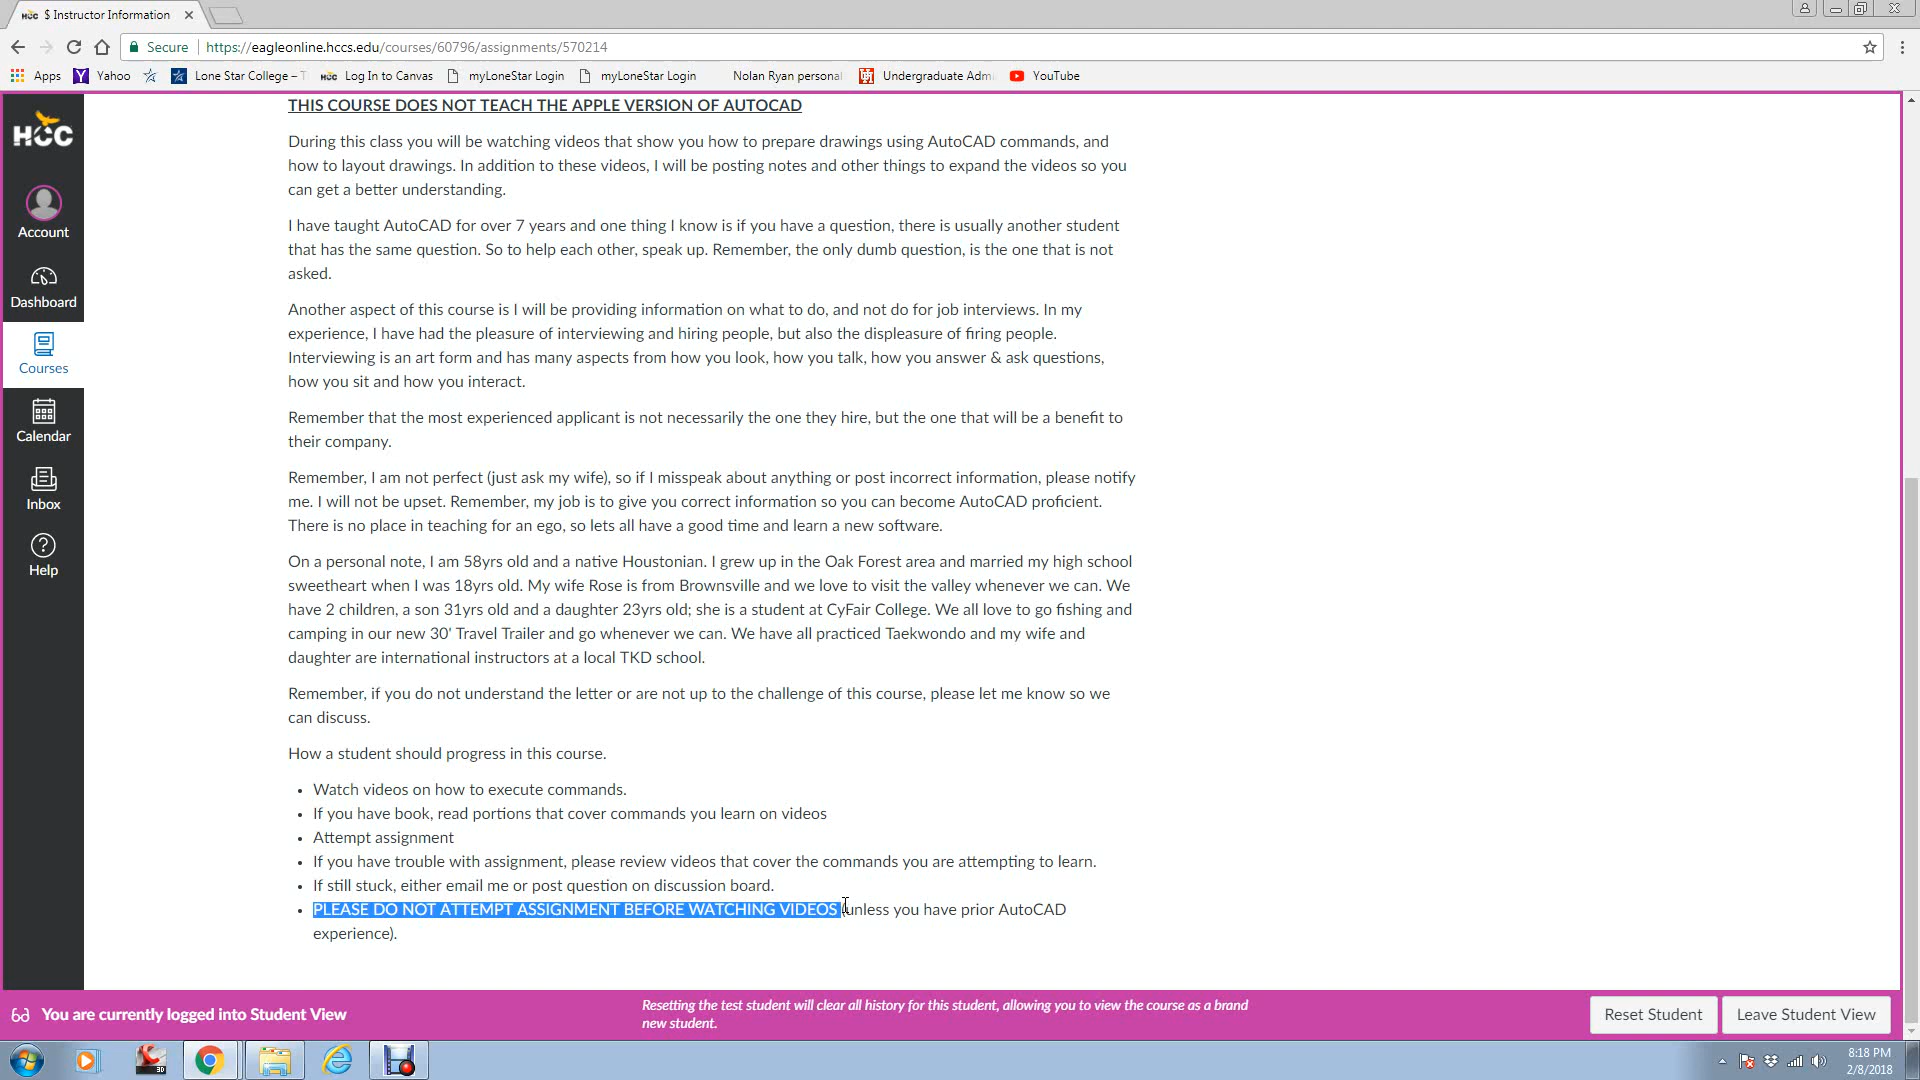 HCC $ Instructor Information
Secure https://eagleonline.hccs.edu/courses/60796/assignments/570214
Apps Yahoo Lone Star College – T HCC Log In to Canvas myLoneStar Login myLoneStar Login Nolan Ryan personal Undergraduate Adm YouTube
HCC
Account
Dashboard
Courses
Calendar
Inbox
Help
THIS COURSE DOES NOT TEACH THE APPLE VERSION OF AUTOCAD
During this class you will be watching videos that show you how to prepare drawings using AutoCAD commands, and
how to layout drawings. In addition to these videos, I will be posting notes and other things to expand the videos so you
can get a better understanding.
I have taught AutoCAD for over 7 years and one thing I know is if you have a question, there is usually another student
that has the same question. So to help each other, speak up. Remember, the only dumb question, is the one that is not
asked.
Another aspect of this course is I will be providing information on what to do, and not do for job interviews. In my
experience, I have had the pleasure of interviewing and hiring people, but also the displeasure of firing people.
Interviewing is an art form and has many aspects from how you look, how you talk, how you answer & ask questions,
how you sit and how you interact.
Remember that the most experienced applicant is not necessarily the one they hire, but the one that will be a benefit to
their company.
Remember, I am not perfect (just ask my wife), so if I misspeak about anything or post incorrect information, please notify
me. I will not be upset. Remember, my job is to give you correct information so you can become AutoCAD proficient.
There is no place in teaching for an ego, so lets all have a good time and learn a new software.
On a personal note, I am 58yrs old and a native Houstonian. I grew up in the Oak Forest area and married my high school
sweetheart when I was 18yrs old. My wife Rose is from Brownsville and we love to visit the valley whenever we can. We
have 2 children, a son 31yrs old and a daughter 23yrs old; she is a student at CyFair College. We all love to go fishing and
camping in our new 30' Travel Trailer and go whenever we can. We have all practiced Taekwondo and my wife and
daughter are international instructors at a local TKD school.
Remember, if you do not understand the letter or are not up to the challenge of this course, please let me know so we
can discuss.
How a student should progress in this course.
• Watch videos on how to execute commands.
• If you have book, read portions that cover commands you learn on videos
• Attempt assignment
• If you have trouble with assignment, please review videos that cover the commands you are attempting to learn.
• If still stuck, either email me or post question on discussion board.
• PLEASE DO NOT ATTEMPT ASSIGNMENT BEFORE WATCHING VIDEOS (unless you have prior AutoCAD
experience).
You are currently logged into Student View
Resetting the test student will clear all history for this student, allowing you to view the course as a brand
new student.
Reset Student
Leave Student View
8:18 PM
2/8/2018